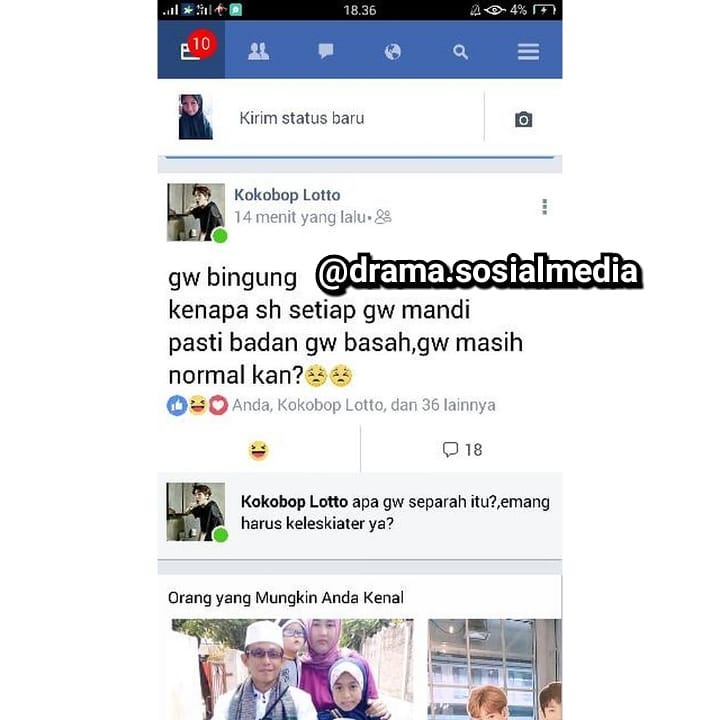 18.36
4%
10
Kirim status baru
Kokobop Lotto
14 menit yang lalu
gw bingung
@drama.sosialmedia
kenapa sh setiap gw mandi
pasti badan gw basah,gw masih
normal kan?😣😣
Anda, Kokobop Lotto, dan 36 lainnya
18
Kokobop Lotto apa gw separah itu?,emang
harus keleskiater ya?
Orang yang Mungkin Anda Kenal